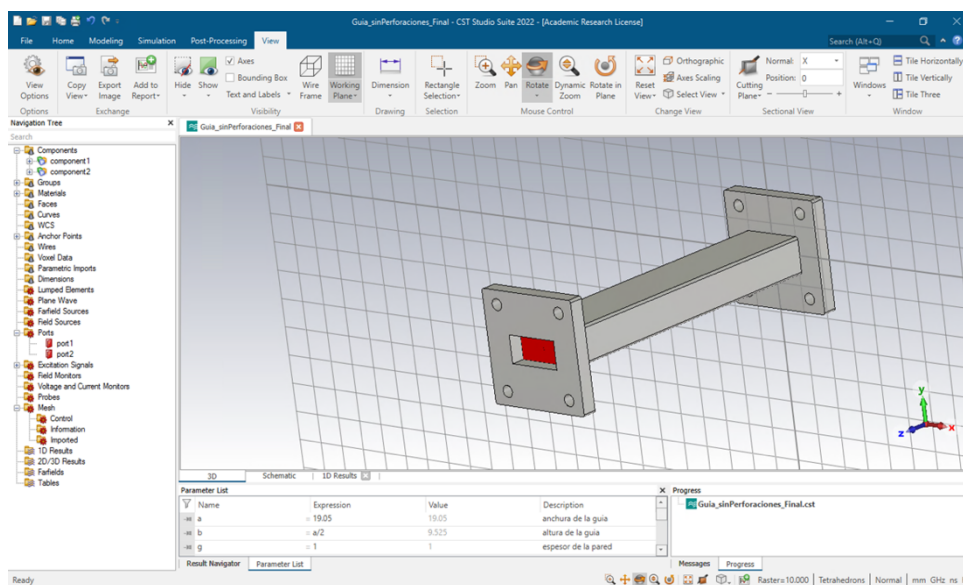 Guia_sinPerforaciones_Final - CST Studio Suite 2022 - [Academic Research License]
File Home Modeling Simulation Post-Processing View Search (Alt+Q)
View Options
Copy View
Export Image
Add to Report
Hide Show
Axes
Bounding Box
Text and Labels
Wire Frame
Working Plane
Dimension
Rectangle Selection
Zoom Pan Rotate Dynamic Zoom Rotate in Plane
Reset View
Orthographic
Axes Scaling
Select View
Cutting Plane
Normal: X
Position: 0
Windows
Tile Horizontally
Tile Vertically
Tile Three
Options Exchange Visibility Drawing Selection Mouse Control Change View Sectional View Window
Navigation Tree
Search
Components
component1
component2
Groups
Materials
Faces
Curves
WCS
Anchor Points
Wires
Voxel Data
Parametric Imports
Dimensions
Lumped Elements
Plane Wave
Farfield Sources
Field Sources
Ports
port1
port2
Excitation Signals
Field Monitors
Voltage and Current Monitors
Probes
Mesh
Control
Information
Imported
1D Results
2D/3D Results
Farfields
Tables
Guia_sinPerforaciones_Final
y
z x
3D Schematic 1D Results
Parameter List
Name Expression Value Description
a = 19.05 19.05 anchura de la guia
b = a/2 9.525 altura de la guia
g = 1 1 espesor de la pared
Result Navigator Parameter List
Progress
Guia_sinPerforaciones_Final.cst
Messages Progress
Ready
Raster=10.000 Tetrahedrons Normal mm GHz ns